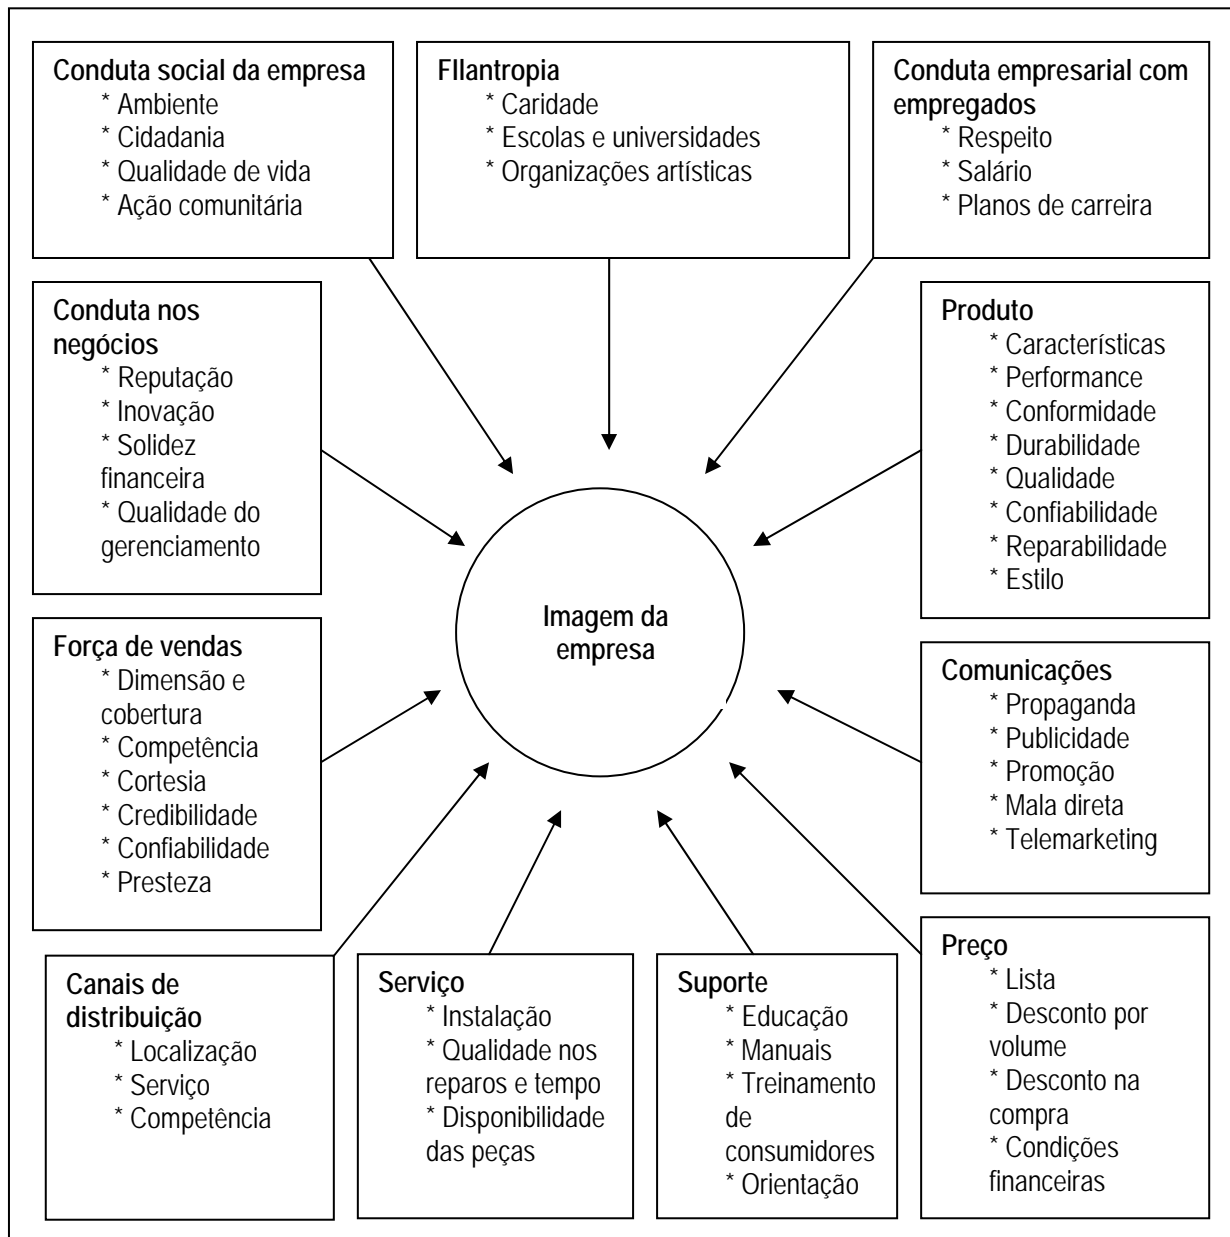 Conduta social da empresa
* Ambiente
* Cidadania
* Qualidade de vida
* Ação comunitária
FIlantropia
* Caridade
* Escolas e universidades
* Organizações artísticas
Conduta empresarial com
empregados
* Respeito
* Salário
* Planos de carreira
Conduta nos
negócios
* Reputação
* Inovação
* Solidez
financeira
* Qualidade do
gerenciamento
Produto
* Características
* Performance
* Conformidade
* Durabilidade
* Qualidade
* Confiabilidade
* Reparabilidade
* Estilo
Imagem da
empresa
Força de vendas
* Dimensão e
cobertura
* Competência
* Cortesia
* Credibilidade
* Confiabilidade
* Presteza
Comunicações
* Propaganda
* Publicidade
* Promoção
* Mala direta
* Telemarketing
Canais de
distribuição
* Localização
* Serviço
* Competência
Serviço
* Instalação
* Qualidade nos
reparos e tempo
* Disponibilidade
das peças
Suporte
* Educação
* Manuais
* Treinamento
de
consumidores
* Orientação
Preço
* Lista
* Desconto por
volume
* Desconto na
compra
* Condições
financeiras